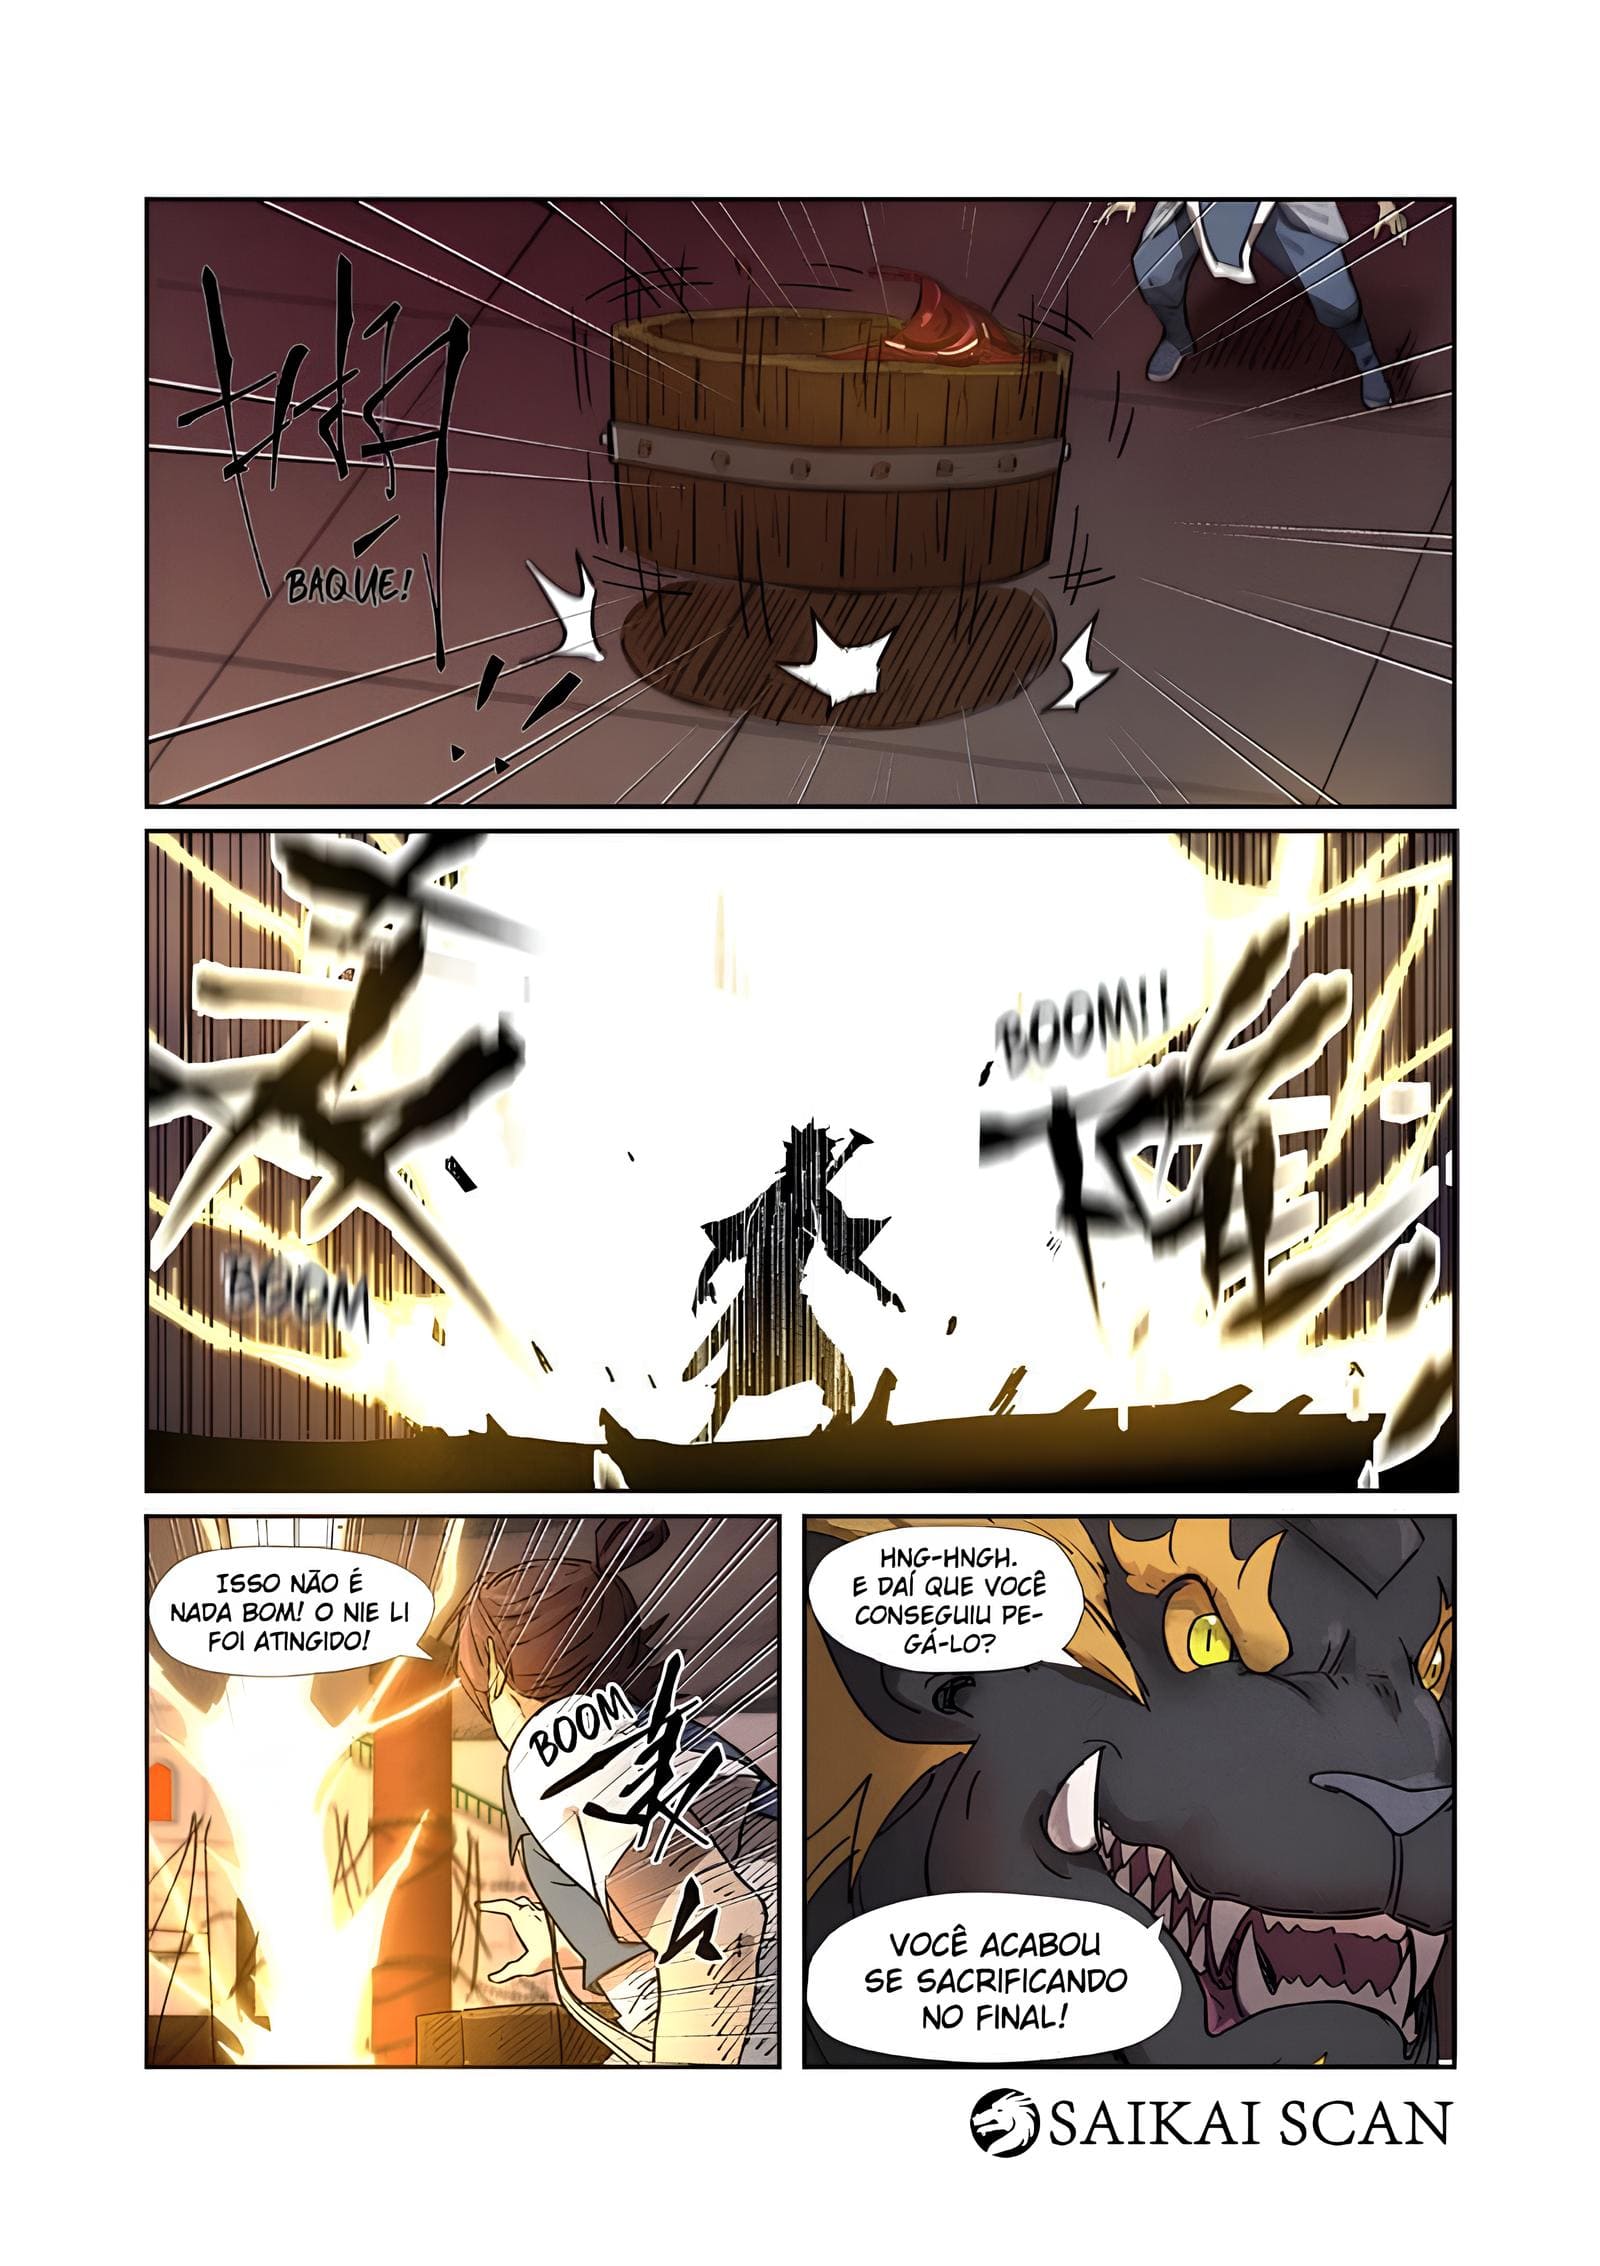 BAQUE!
BOOM!!
BOOM
ISSO NÃO É
NADA BOM! O NIE LI
FOI ATINGIDO!
BOOM
HNG-HNGH.
E DAÍ QUE VOCÊ
CONSEGUIU PE-
GÁ-LO?
VOCÊ ACABOU
SE SACRIFICANDO
NO FINAL!
SAIKAI SCAN